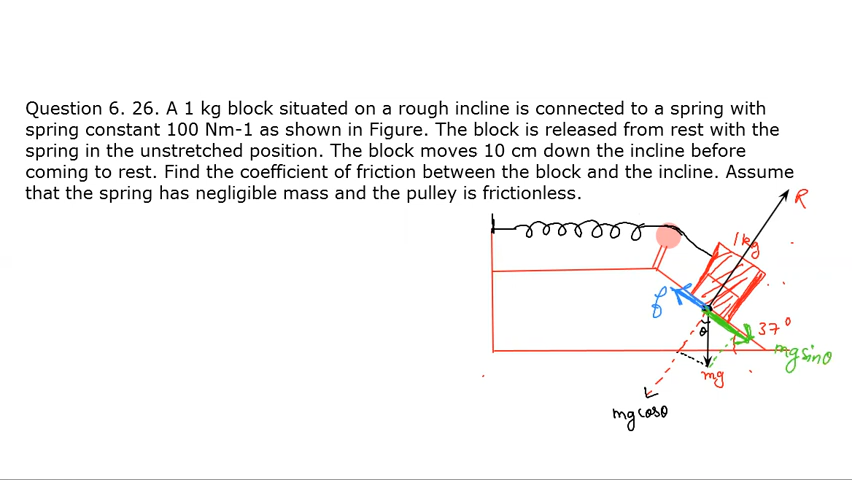 Question 6. 26. A 1 kg block situated on a rough incline is connected to a spring with
spring constant 100 Nm-1 as shown in Figure. The block is released from rest with the
spring in the unstretched position. The block moves 10 cm down the incline before
coming to rest. Find the coefficient of friction between the block and the incline. Assume
that the spring has negligible mass and the pulley is frictionless.
R
1kg
f
37°
θ
mg sinθ
mg
mg cosθ